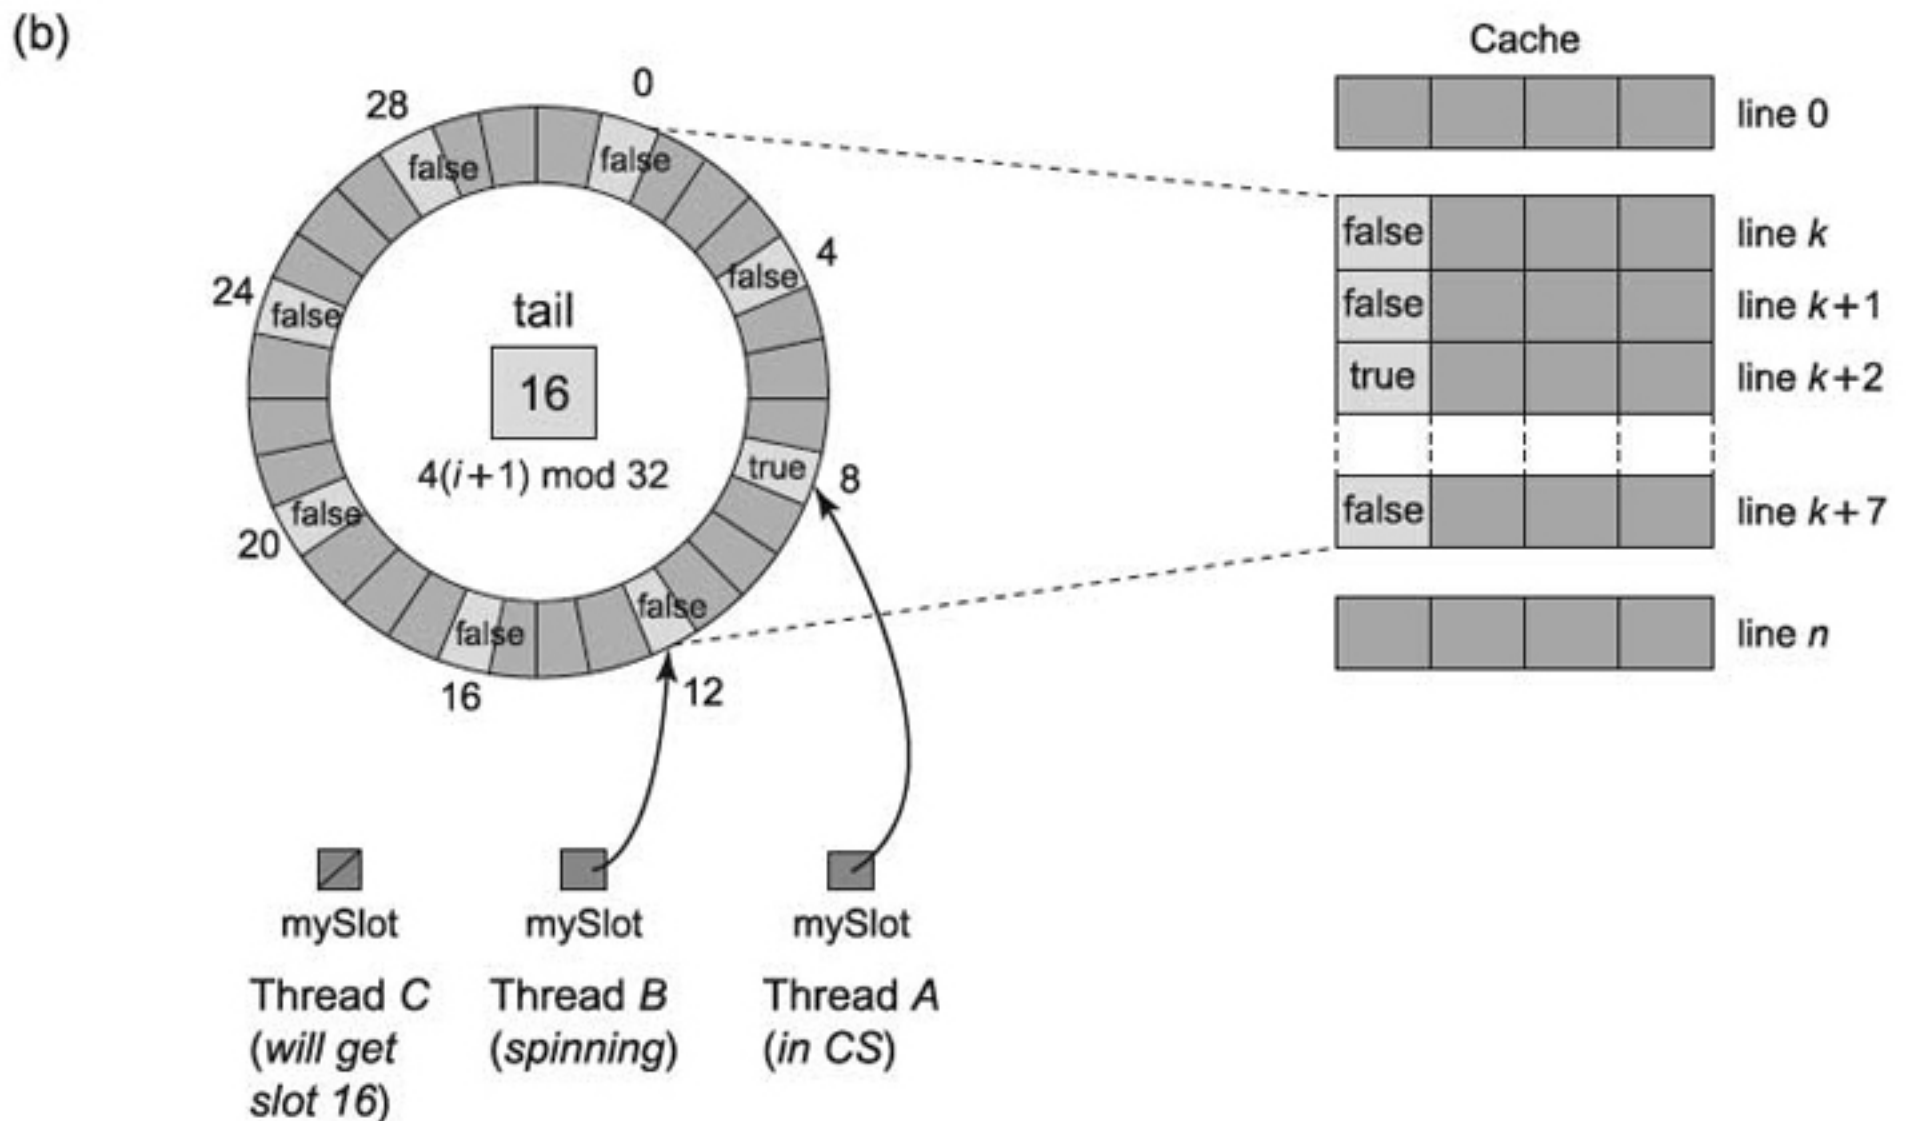 (b)
0
28
false
false
4
false
24
false
tail
16
4(i+1) mod 32
true
8
20
false
false
12
false
16
Cache
line 0
false
line k
false
line k+1
true
line k+2
false
line k+7
line n
mySlot
Thread C
(will get
slot 16)
mySlot
Thread B
(spinning)
mySlot
Thread A
(in CS)